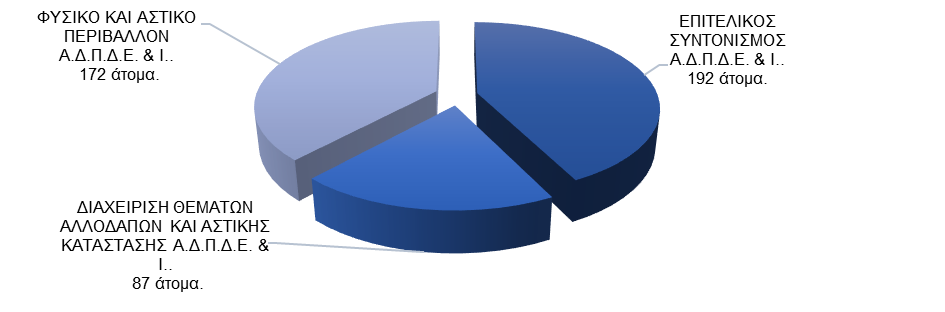 ΦΥΣΙΚΟ ΚΑΙ ΑΣΤΙΚΟ
ΠΕΡΙΒΑΛΛΟΝ
Α.Δ.Π.Δ.Ε. & Ι..
172 άτομα.
ΕΠΙΤΕΛΙΚΟΣ
ΣΥΝΤΟΝΙΣΜΟΣ
Α.Δ.Π.Δ.Ε. & Ι..
192 άτομα.
ΔΙΑΧΕΙΡΙΣΗ ΘΕΜΑΤΩΝ
ΑΛΛΟΔΑΠΩΝ ΚΑΙ ΑΣΤΙΚΗΣ
ΚΑΤΑΣΤΑΣΗΣ Α.Δ.Π.Δ.Ε. &
Ι..
87 άτομα.